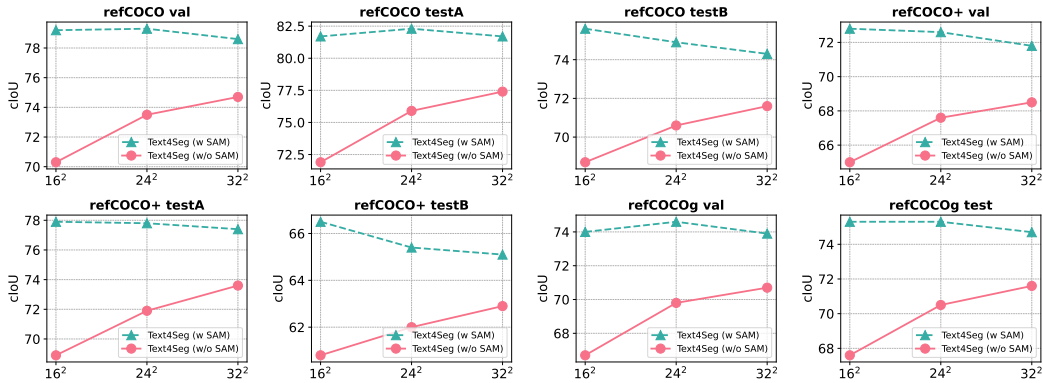 refCOCO val
cIoU
78
76
74
72
70
Text4Seg (w SAM)
Text4Seg (w/o SAM)
16²
24²
32²
refCOCO testA
cIoU
82.5
80.0
77.5
75.0
72.5
Text4Seg (w SAM)
Text4Seg (w/o SAM)
16²
24²
32²
refCOCO testB
cIoU
74
72
70
Text4Seg (w SAM)
Text4Seg (w/o SAM)
16²
24²
32²
refCOCO+ val
cIoU
72
70
68
66
Text4Seg (w SAM)
Text4Seg (w/o SAM)
16²
24²
32²
refCOCO+ testA
cIoU
78
76
74
72
70
Text4Seg (w SAM)
Text4Seg (w/o SAM)
16²
24²
32²
refCOCO+ testB
cIoU
66
64
62
Text4Seg (w SAM)
Text4Seg (w/o SAM)
16²
24²
32²
refCOCOg val
cIoU
74
72
70
68
Text4Seg (w SAM)
Text4Seg (w/o SAM)
16²
24²
32²
refCOCOg test
cIoU
74
72
70
68
Text4Seg (w SAM)
Text4Seg (w/o SAM)
16²
24²
32²